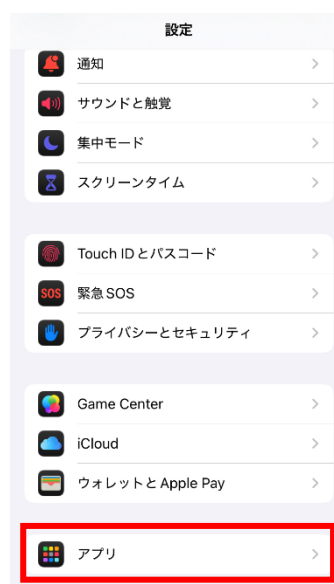 設定
通知
サウンドと触覚
集中モード
スクリーンタイム
Touch IDとパスコード
SOS 緊急SOS
プライバシーとセキュリティ
Game Center
iCloud
ウォレットとApple Pay
アプリ